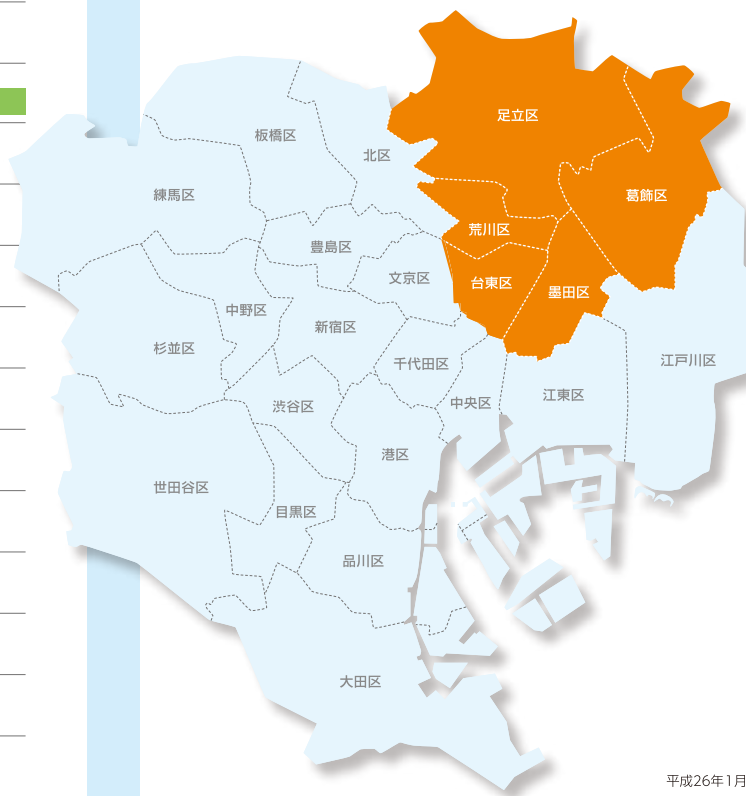 足立区
板橋区
北区
練馬区
葛飾区
荒川区
豊島区
文京区
台東区
墨田区
中野区
新宿区
杉並区
千代田区
江戸川区
江東区
中央区
渋谷区
港区
世田谷区
目黒区
品川区
大田区
平成26年1月